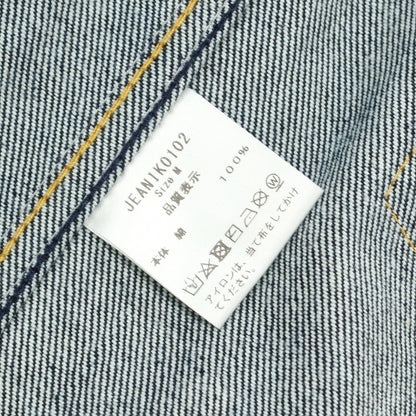 JEAN1K0102
SIZE M
品質表示
本体 綿 100%
アイロンは、当て布をしてかけ
てください。